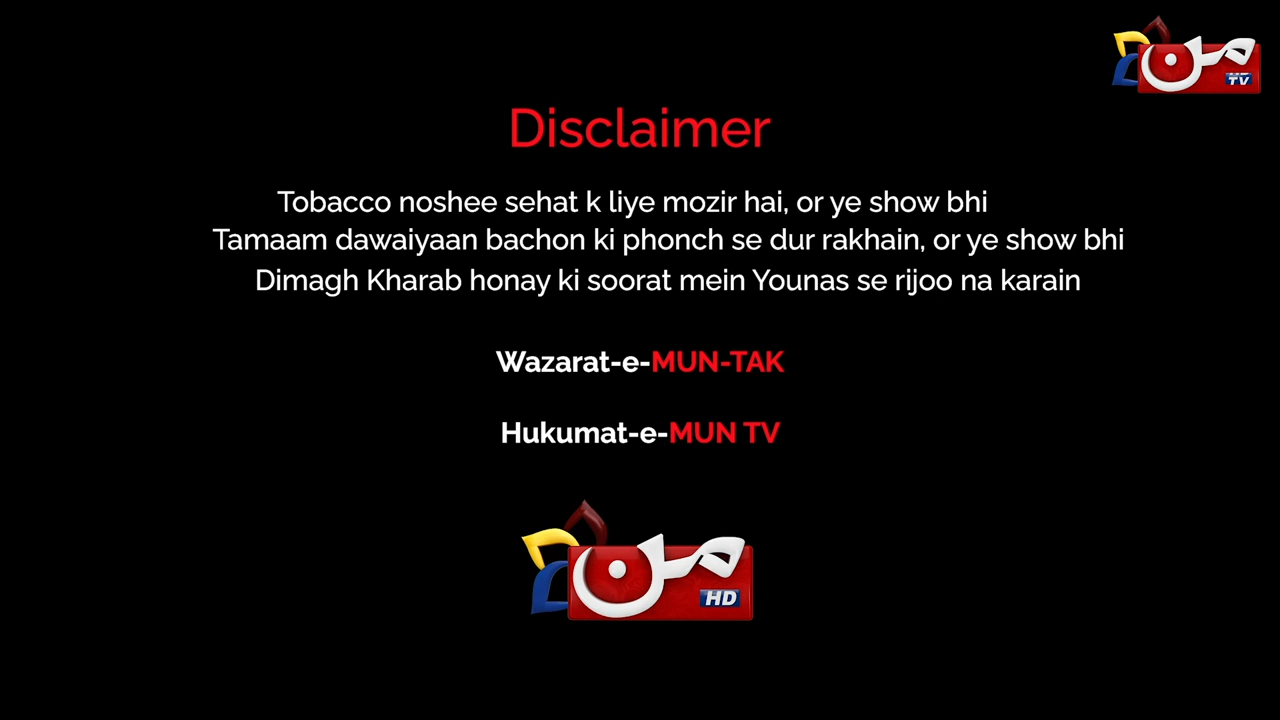 من
TV
Disclaimer
Tobacco noshee sehat k liye mozir hai, or ye show bhi
Tamaam dawaiyaan bachon ki phonch se dur rakhain, or ye show bhi
Dimagh Kharab honay ki soorat mein Younas se rijoo na karain
Wazarat-e-MUN-TAK
Hukumat-e-MUN TV
من
HD